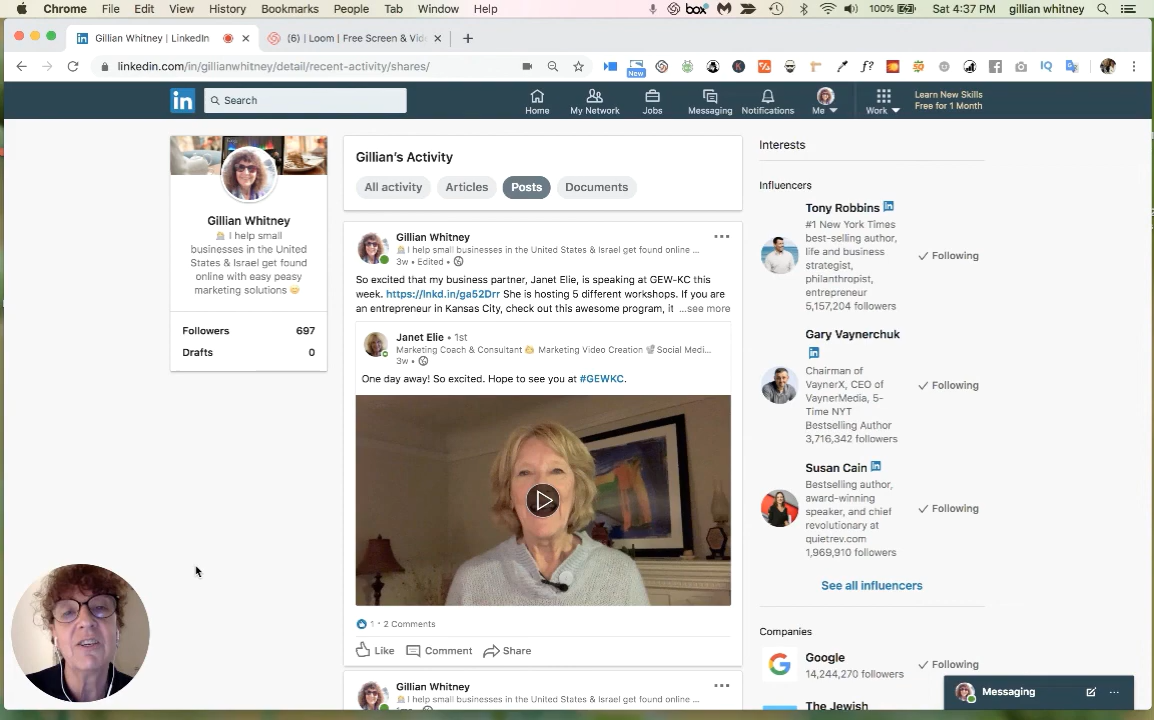 Chrome File Edit View History Bookmarks People Tab Window Help box 100% Sat 4:37 PM gillian whitney
Gillian Whitney | LinkedIn
(6) | Loom | Free Screen & Vid
linkedin.com/in/gillianwhitney/detail/recent-activity/shares/
New
in
Search
Home
My Network
Jobs
Messaging
Notifications
Me
Work
Learn New Skills
Free for 1 Month
Gillian Whitney
I help small
businesses in the United
States & Israel get found
online with easy peasy
marketing solutions
Followers 697
Drafts 0
Gillian's Activity
All activity Articles Posts Documents
Gillian Whitney
I help small businesses in the United States & Israel get found online ...
3w • Edited •
So excited that my business partner, Janet Elie, is speaking at GEW-KC this
week. https://lnkd.in/ga52Drr She is hosting 5 different workshops. If you are
an entrepreneur in Kansas City, check out this awesome program, it ...see more
Janet Elie • 1st
Marketing Coach & Consultant Marketing Video Creation Social Medi...
3w •
One day away! So excited. Hope to see you at #GEWKC.
1 • 2 Comments
Like Comment Share
Gillian Whitney
I help small businesses in the United States & Israel get found online ...
Interests
Influencers
Tony Robbins in
#1 New York Times
best-selling author,
life and business
strategist,
philanthropist,
entrepreneur
5,157,204 followers
Following
Gary Vaynerchuk
in
Chairman of
VaynerX, CEO of
VaynerMedia, 5-
Time NYT
Bestselling Author
3,716,342 followers
Following
Susan Cain in
Bestselling author,
award-winning
speaker, and chief
revolutionary at
quietrev.com
1,969,910 followers
Following
See all influencers
Companies
Google
14,244,270 followers
Following
The Jewish
Messaging